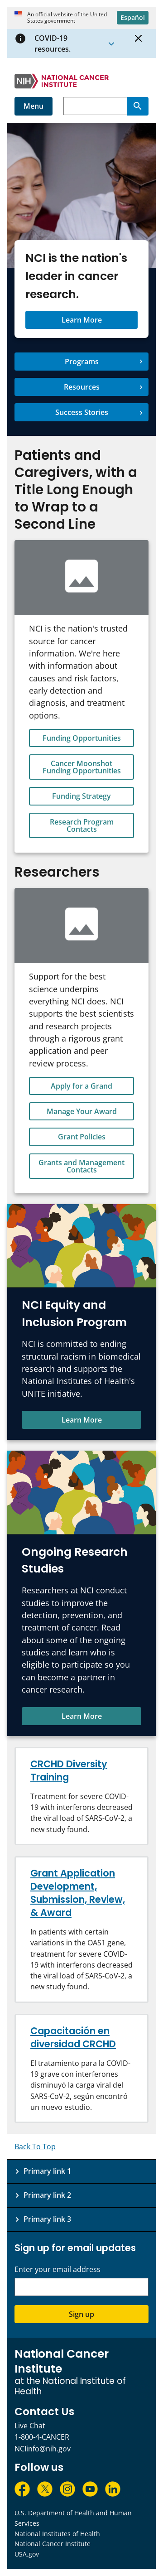 An official website of the United
States government
Español
COVID-19
resources.
NIH NATIONAL CANCER
INSTITUTE
Menu
NCI is the nation's
leader in cancer
research.
Learn More
Programs
Resources
Success Stories
Patients and
Caregivers, with a
Title Long Enough
to Wrap to a
Second Line
NCI is the nation's trusted
source for cancer
information. We're here
with information about
causes and risk factors,
early detection and
diagnosis, and treatment
options.
Funding Opportunities
Cancer Moonshot
Funding Opportunities
Funding Strategy
Research Program
Contacts
Researchers
Support for the best
science underpins
everything NCI does. NCI
supports the best scientists
and research projects
through a rigorous grant
application and peer
review process.
Apply for a Grand
Manage Your Award
Grant Policies
Grants and Management
Contacts
NCI Equity and
Inclusion Program
NCI is committed to ending
structural racism in biomedical
research and supports the
National Institutes of Health's
UNITE initiative.
Learn More
Ongoing Research
Studies
Researchers at NCI conduct
studies to improve the
detection, prevention, and
treatment of cancer. Read
about some of the ongoing
studies and learn who is
eligible to participate so you
can become a partner in
cancer research.
Learn More
CRCHD Diversity
Training
Treatment for severe COVID-
19 with interferons decreased
the viral load of SARS-CoV-2, a
new study found.
Grant Application
Development,
Submission, Review,
& Award
In patients with certain
variations in the OAS1 gene,
treatment for severe COVID-
19 with interferons decreased
the viral load of SARS-CoV-2, a
new study found.
Capacitación en
diversidad CRCHD
El tratamiento para la COVID-
19 grave con interferones
disminuyó la carga viral del
SARS-CoV-2, según encontró
un nuevo estudio.
Back To Top
Primary link 1
Primary link 2
Primary link 3
Sign up for email updates
Enter your email address
Sign up
National Cancer
Institute
at the National Institute of
Health
Contact Us
Live Chat
1-800-4-CANCER
NCIinfo@nih.gov
Follow us
U.S. Department of Health and Human
Services
National Institutes of Health
National Cancer Institute
USA.gov